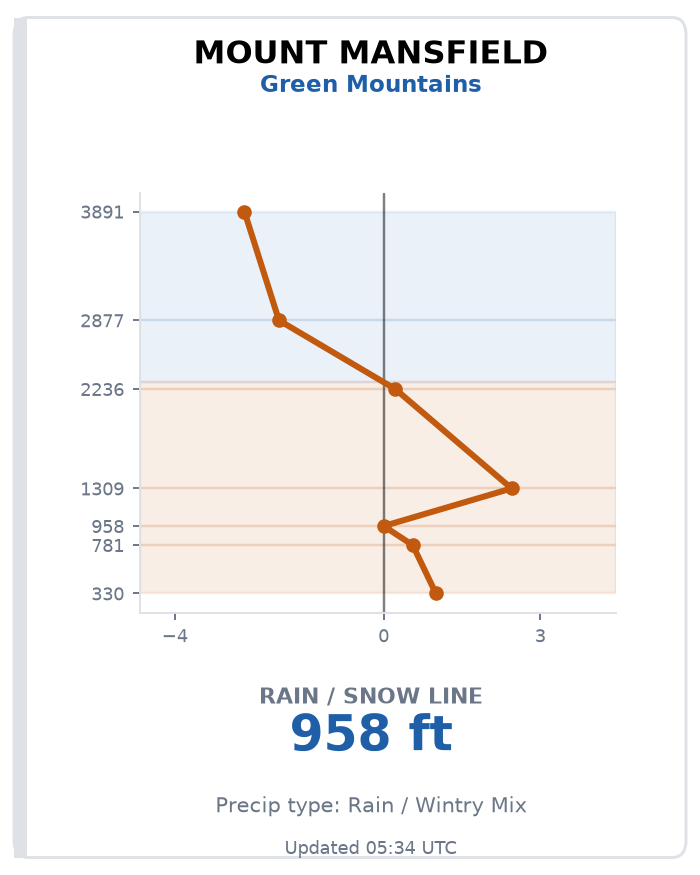 MOUNT MANSFIELD
Green Mountains
3891
2877
2236
1309
958
781
330
−4 0 3
RAIN / SNOW LINE
958 ft
Precip type: Rain / Wintry Mix
Updated 05:34 UTC